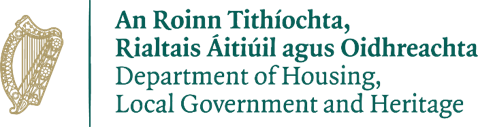 An Roinn Tithíochta,
Rialtais Áitiúil agus Oidhreachta
Department of Housing,
Local Government and Heritage